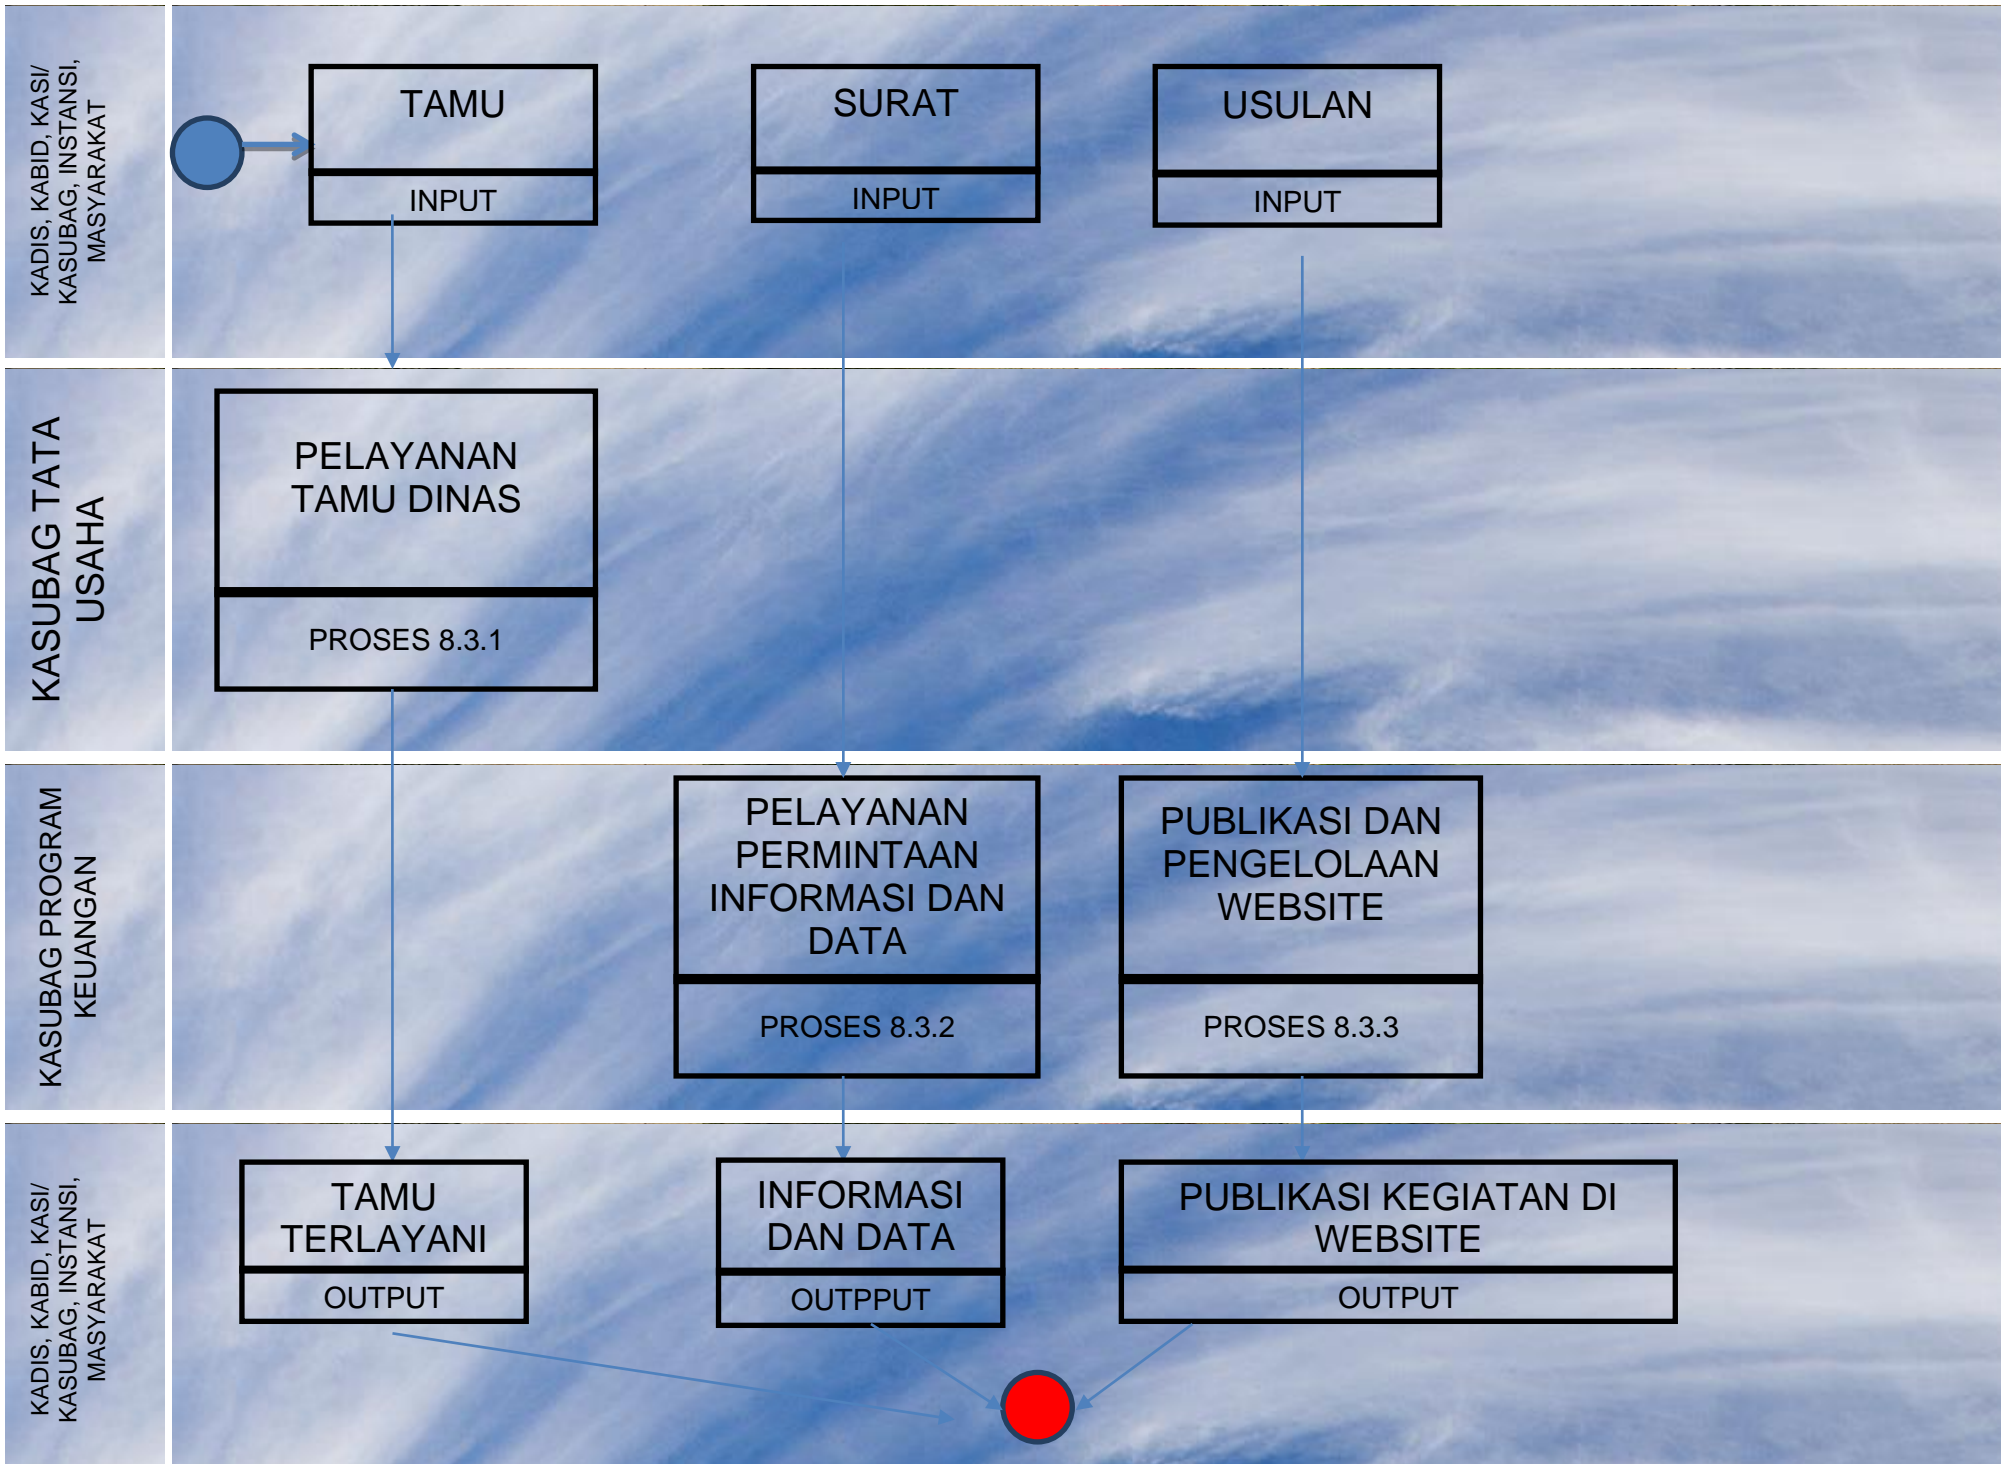 KADIS, KABID, KASI/
KASUBAG, INSTANSI,
MASYARAKAT
TAMU
INPUT
SURAT
INPUT
USULAN
INPUT
KASUBAG TATA
USAHA
PELAYANAN
TAMU DINAS
PROSES 8.3.1
KASUBAG PROGRAM
KEUANGAN
PELAYANAN
PERMINTAAN
INFORMASI DAN
DATA
PROSES 8.3.2
PUBLIKASI DAN
PENGELOLAAN
WEBSITE
PROSES 8.3.3
KADIS, KABID, KASI/
KASUBAG, INSTANSI,
MASYARAKAT
TAMU
TERLAYANI
OUTPUT
INFORMASI
DAN DATA
OUTPPUT
PUBLIKASI KEGIATAN DI
WEBSITE
OUTPUT